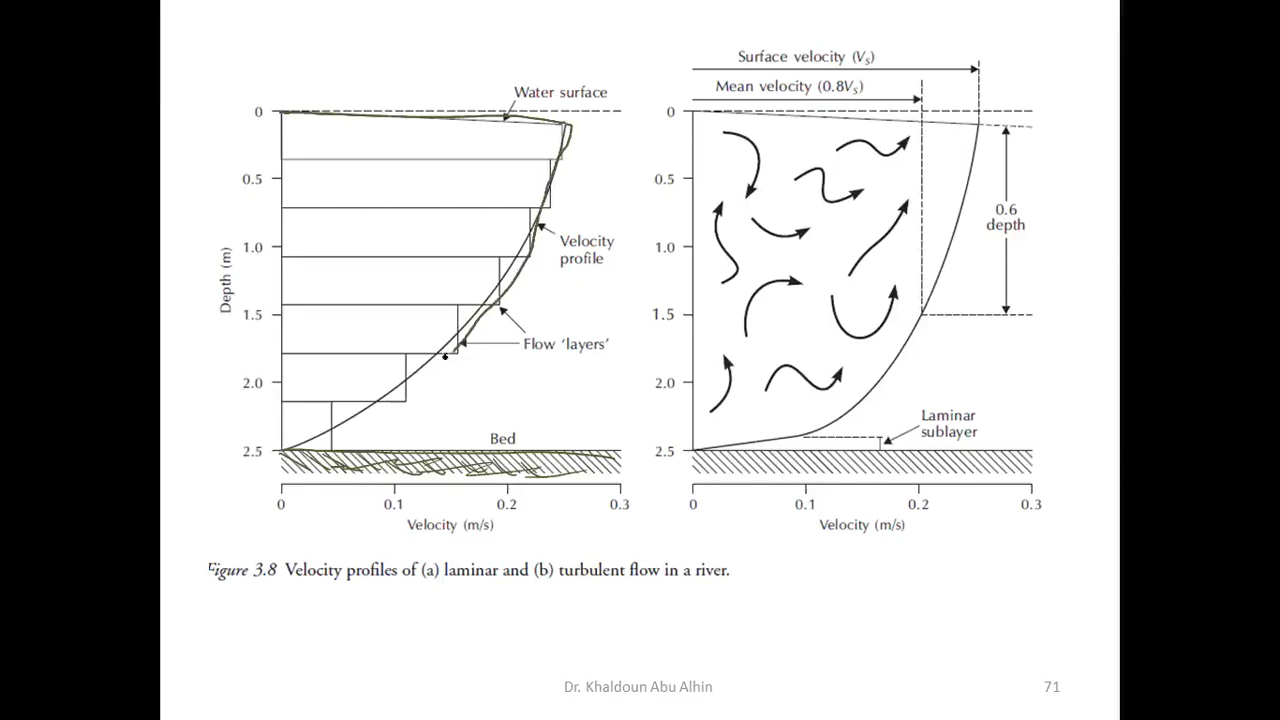 Surface velocity (Vs)
Mean velocity (0.8Vs)
Water surface
0
0.5
1.0
1.5
2.0
2.5
Depth (m)
Velocity
profile
Flow 'layers'
Bed
0 0.1 0.2 0.3
Velocity (m/s)
0
0.5
1.0
1.5
2.0
2.5
0.6
depth
Laminar
sublayer
0 0.1 0.2 0.3
Velocity (m/s)
Figure 3.8 Velocity profiles of (a) laminar and (b) turbulent flow in a river.
Dr. Khaldoun Abu Alhin 71